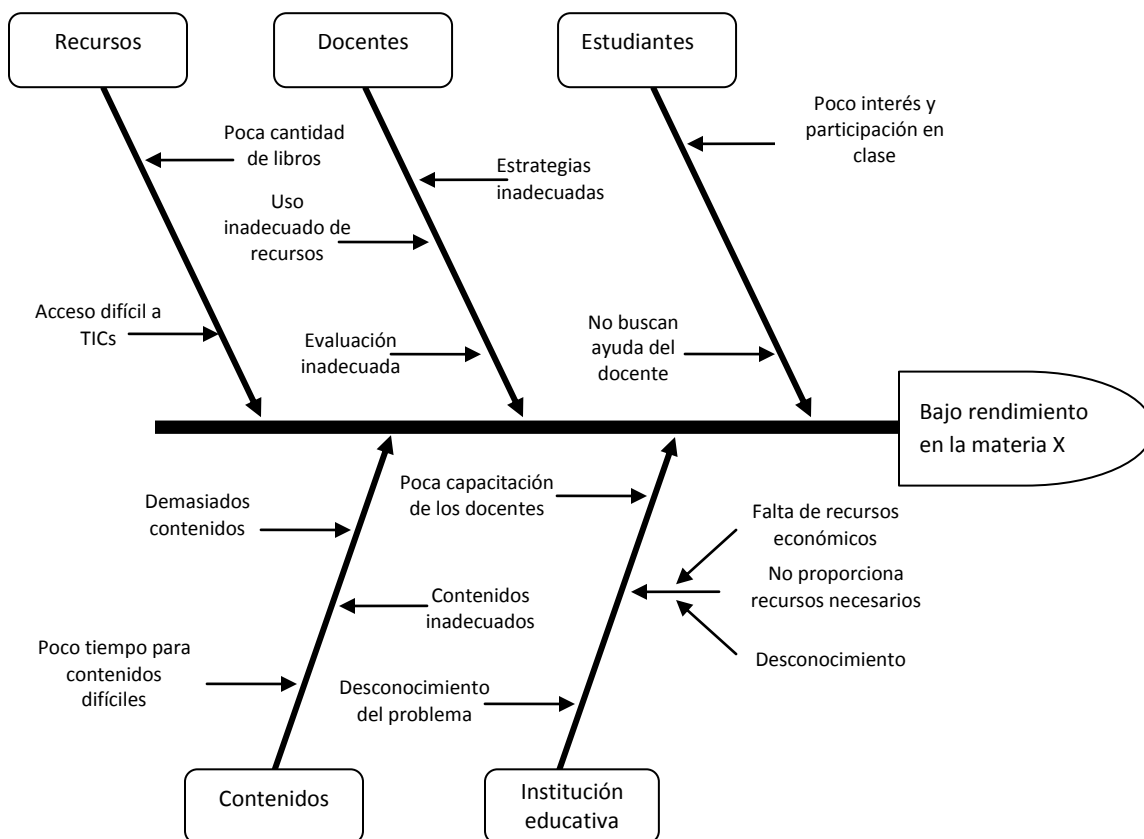 Recursos
Docentes
Estudiantes
Poco interés y
participación en
clase
Poca cantidad
de libros
Estrategias
inadecuadas
Uso
inadecuado de
recursos
Acceso difícil a
TICs
Evaluación
inadecuada
No buscan
ayuda del
docente
Bajo rendimiento
en la materia X
Demasiados
contenidos
Poca capacitación
de los docentes
Falta de recursos
económicos
No proporciona
recursos necesarios
Contenidos
inadecuados
Desconocimiento
Poco tiempo para
contenidos
difíciles
Desconocimiento
del problema
Contenidos
Institución
educativa